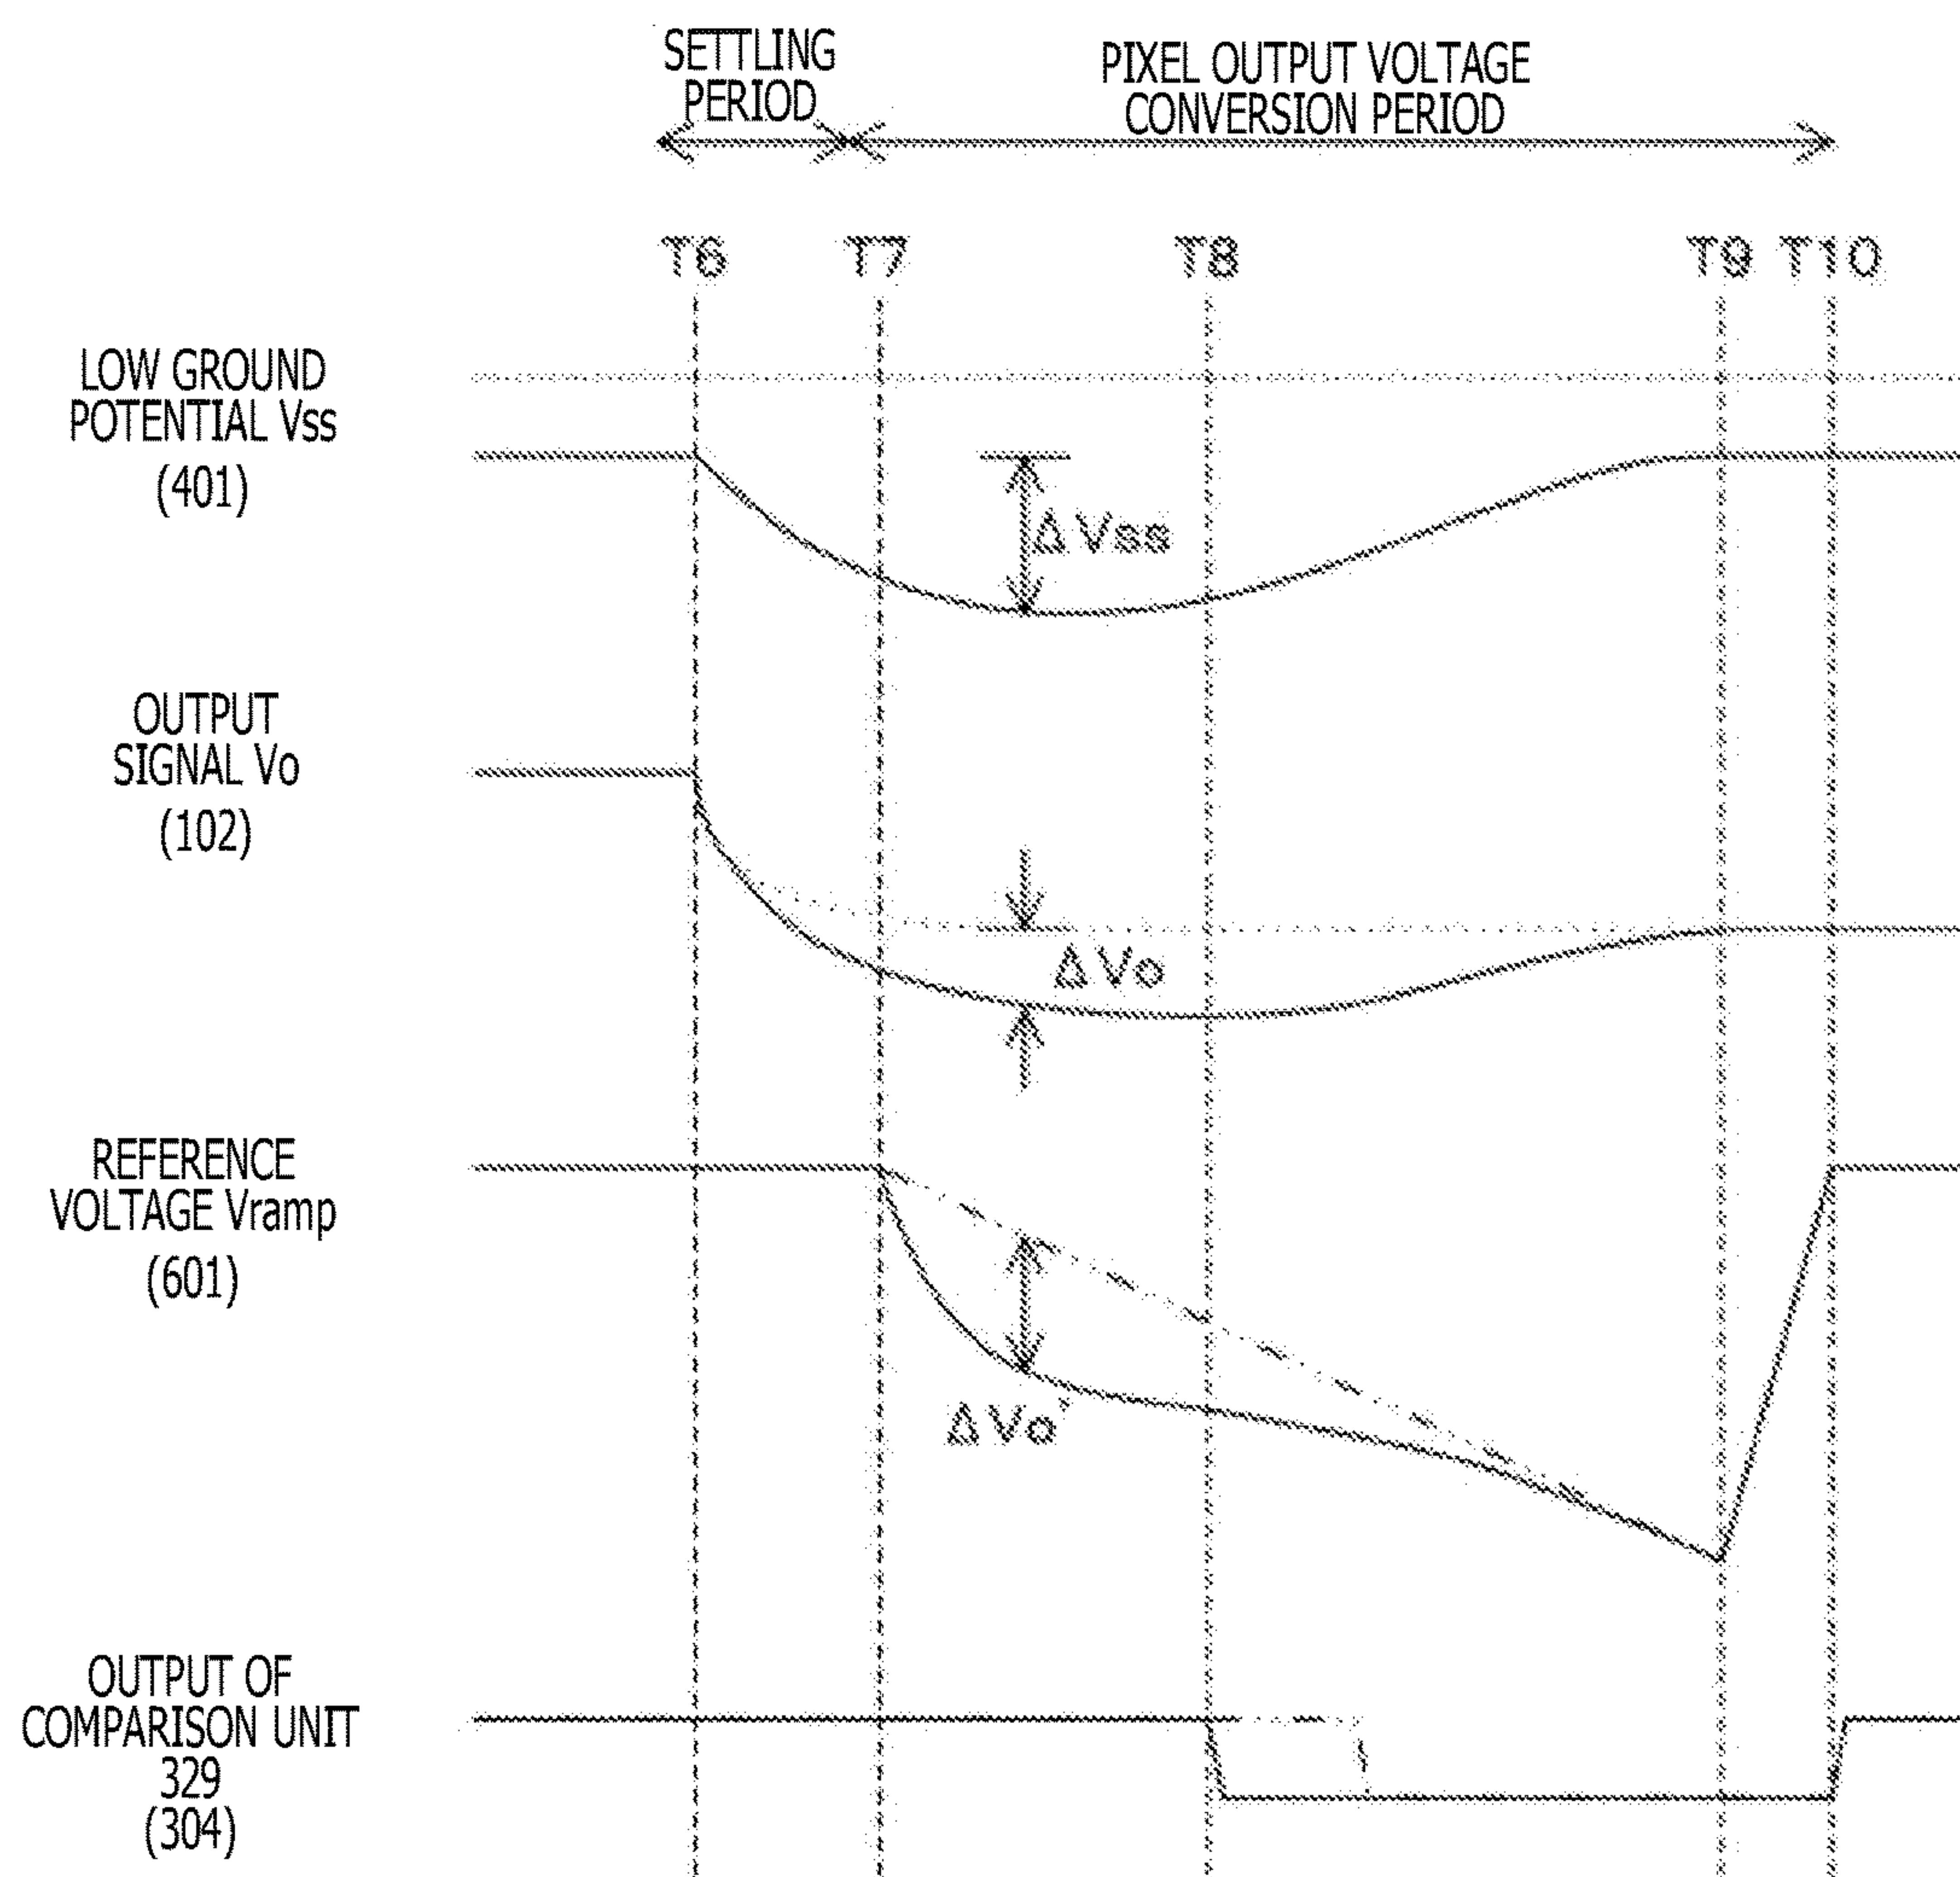 SETTLING
PERIOD
PIXEL OUTPUT VOLTAGE
CONVERSION PERIOD
T6 T7 T8 T9 T10
LOW GROUND
POTENTIAL Vss
(401)
ΔVss
OUTPUT
SIGNAL Vo
(102)
ΔVo
REFERENCE
VOLTAGE Vramp
(601)
ΔVo'
OUTPUT OF
COMPARISON UNIT
329
(304)